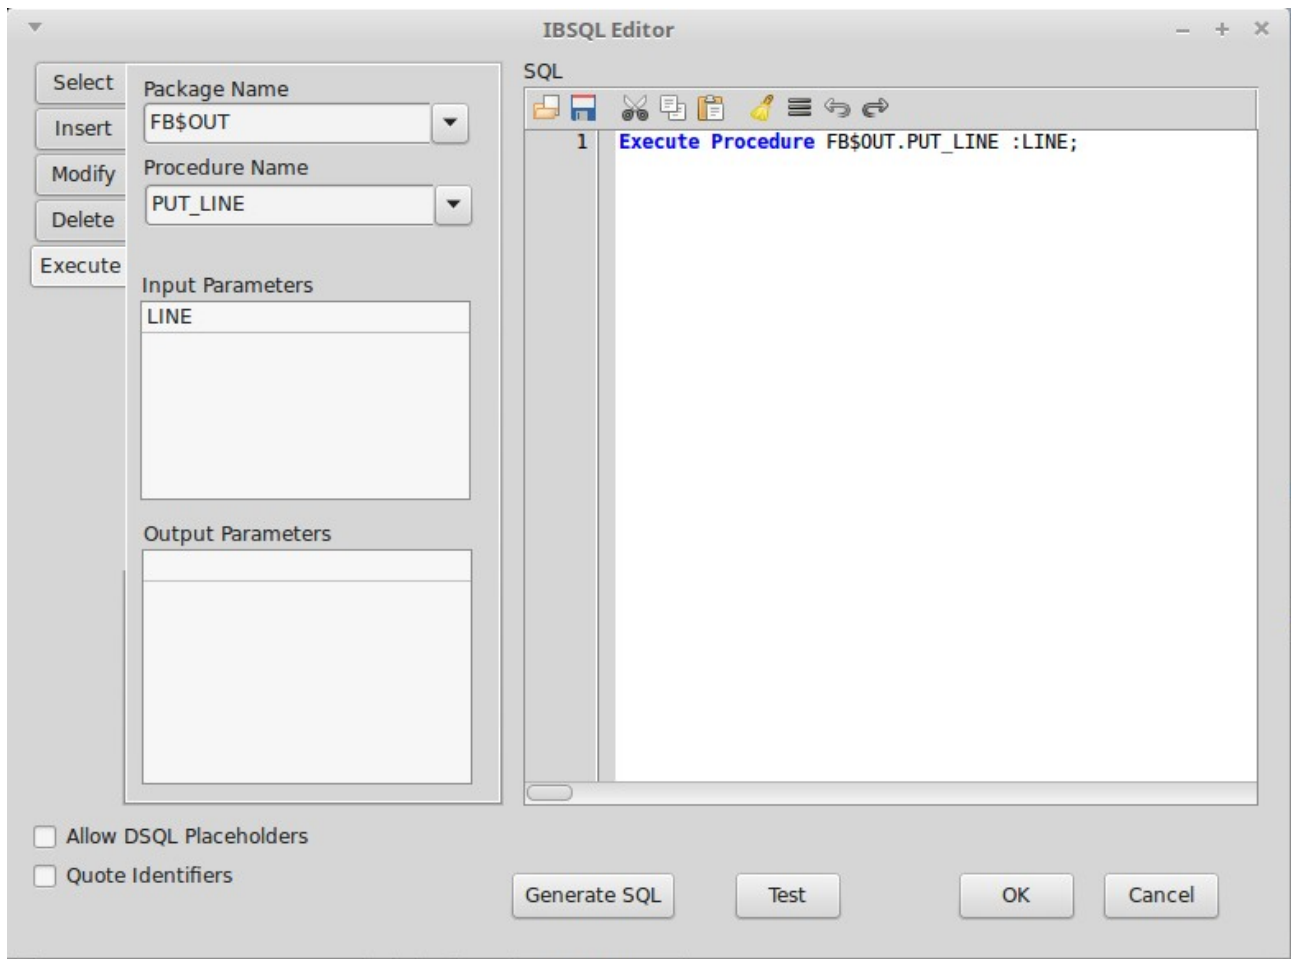 IBSQL Editor
Select
Insert
Modify
Delete
Execute
Package Name
FB$OUT
Procedure Name
PUT_LINE
Input Parameters
LINE
Output Parameters
SQL
1 Execute Procedure FB$OUT.PUT_LINE :LINE;
Allow DSQL Placeholders
Quote Identifiers
Generate SQL
Test
OK
Cancel